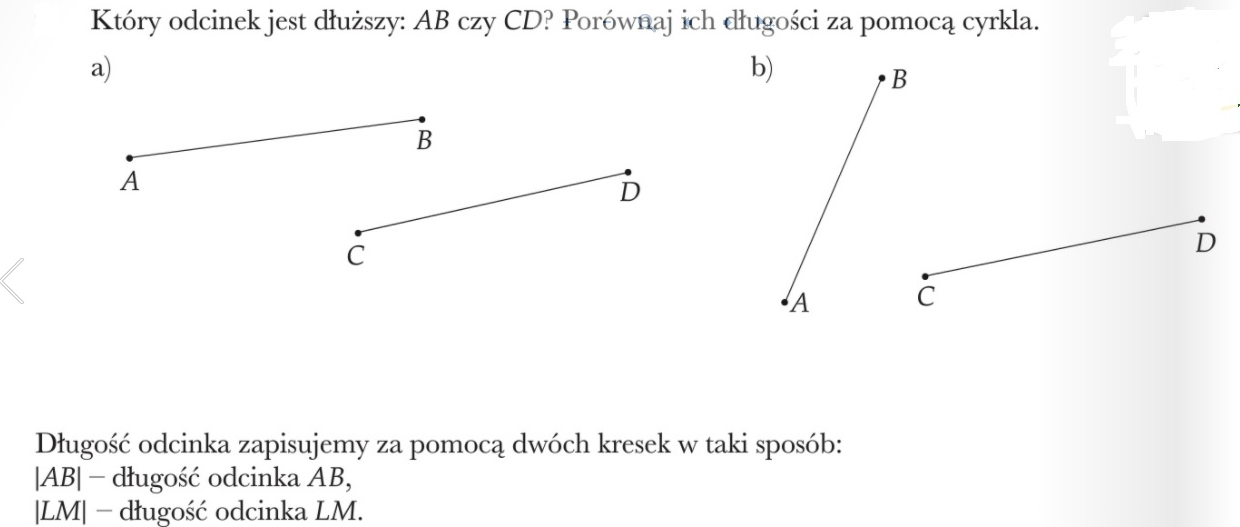 Który odcinek jest dłuższy: AB czy CD? Porównaj ich długości za pomocą cyrkla.
a)
b)
B
A
D
C
B
A
D
C
Długość odcinka zapisujemy za pomocą dwóch kresek w taki sposób:
|AB| – długość odcinka AB,
|LM| – długość odcinka LM.